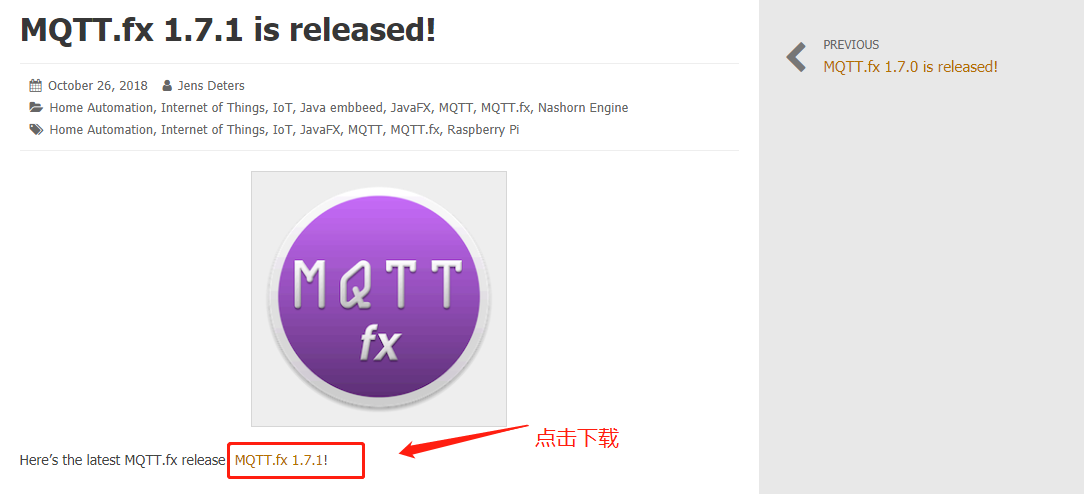 MQTT.fx 1.7.1 is released!
October 26, 2018 Jens Deters
Home Automation, Internet of Things, IoT, Java embbeed, JavaFX, MQTT, MQTT.fx, Nashorn Engine
Home Automation, Internet of Things, IoT, JavaFX, MQTT, MQTT.fx, Raspberry Pi
MQTT
fx
点击下载
Here’s the latest MQTT.fx release MQTT.fx 1.7.1!
PREVIOUS
MQTT.fx 1.7.0 is released!